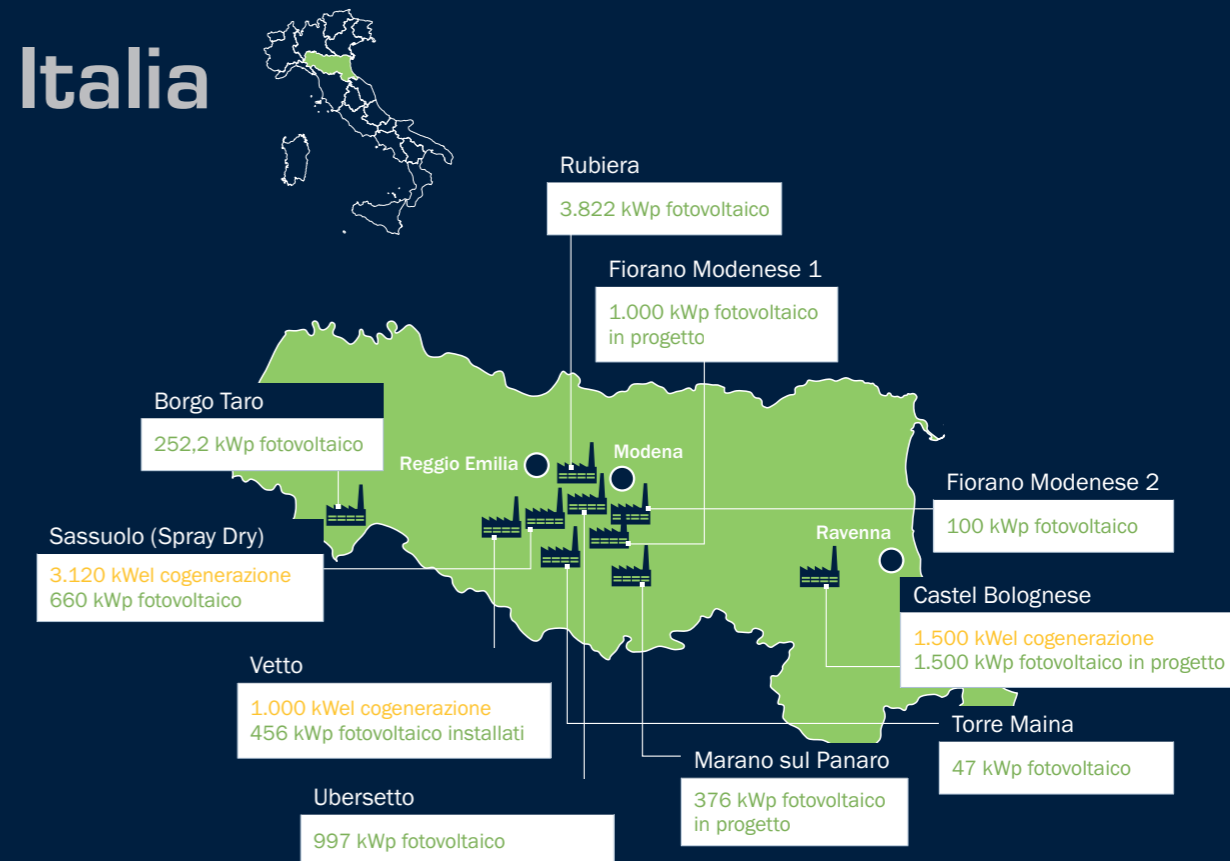 Italia
Rubiera
3.822 kWp fotovoltaico
Fiorano Modenese 1
1.000 kWp fotovoltaico
in progetto
Borgo Taro
252,2 kWp fotovoltaico
Reggio Emilia
Modena
Fiorano Modenese 2
100 kWp fotovoltaico
Sassuolo (Spray Dry)
3.120 kWel cogenerazione
660 kWp fotovoltaico
Ravenna
Castel Bolognese
1.500 kWel cogenerazione
1.500 kWp fotovoltaico in progetto
Vetto
1.000 kWel cogenerazione
456 kWp fotovoltaico installati
Torre Maina
47 kWp fotovoltaico
Marano sul Panaro
376 kWp fotovoltaico
in progetto
Ubersetto
997 kWp fotovoltaico